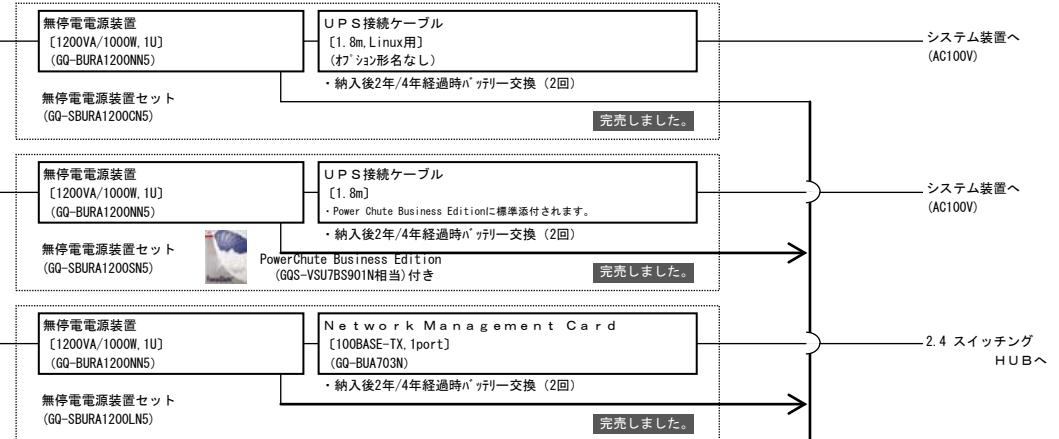 無停電電源装置
〔1200VA/1000W,1U〕
(GQ-BURA1200NN5)
UPS接続ケーブル
〔1.8m,Linux用〕
(ｵﾌﾟｼｮﾝ形名なし)
システム装置へ
(AC100V)
・納入後2年/4年経過時ﾊﾞｯﾃﾘｰ交換（2回）
無停電電源装置セット
(GQ-SBURA1200CN5)
完売しました。
無停電電源装置
〔1200VA/1000W,1U〕
(GQ-BURA1200NN5)
UPS接続ケーブル
〔1.8m〕
・Power Chute Business Editionに標準添付されます。
システム装置へ
(AC100V)
・納入後2年/4年経過時ﾊﾞｯﾃﾘｰ交換（2回）
無停電電源装置セット
(GQ-SBURA1200SN5)
PowerChute Business Edition
(GQS-VSU7BS901N相当)付き
完売しました。
無停電電源装置
〔1200VA/1000W,1U〕
(GQ-BURA1200NN5)
Ｎｅｔｗｏｒｋ Ｍａｎａｇｅｍｅｎｔ Ｃａｒｄ
〔100BASE-TX,1port〕
(GQ-BUA703N)
2.4 スイッチング
ＨＵＢへ
・納入後2年/4年経過時ﾊﾞｯﾃﾘｰ交換（2回）
無停電電源装置セット
(GQ-SBURA1200LN5)
完売しました。